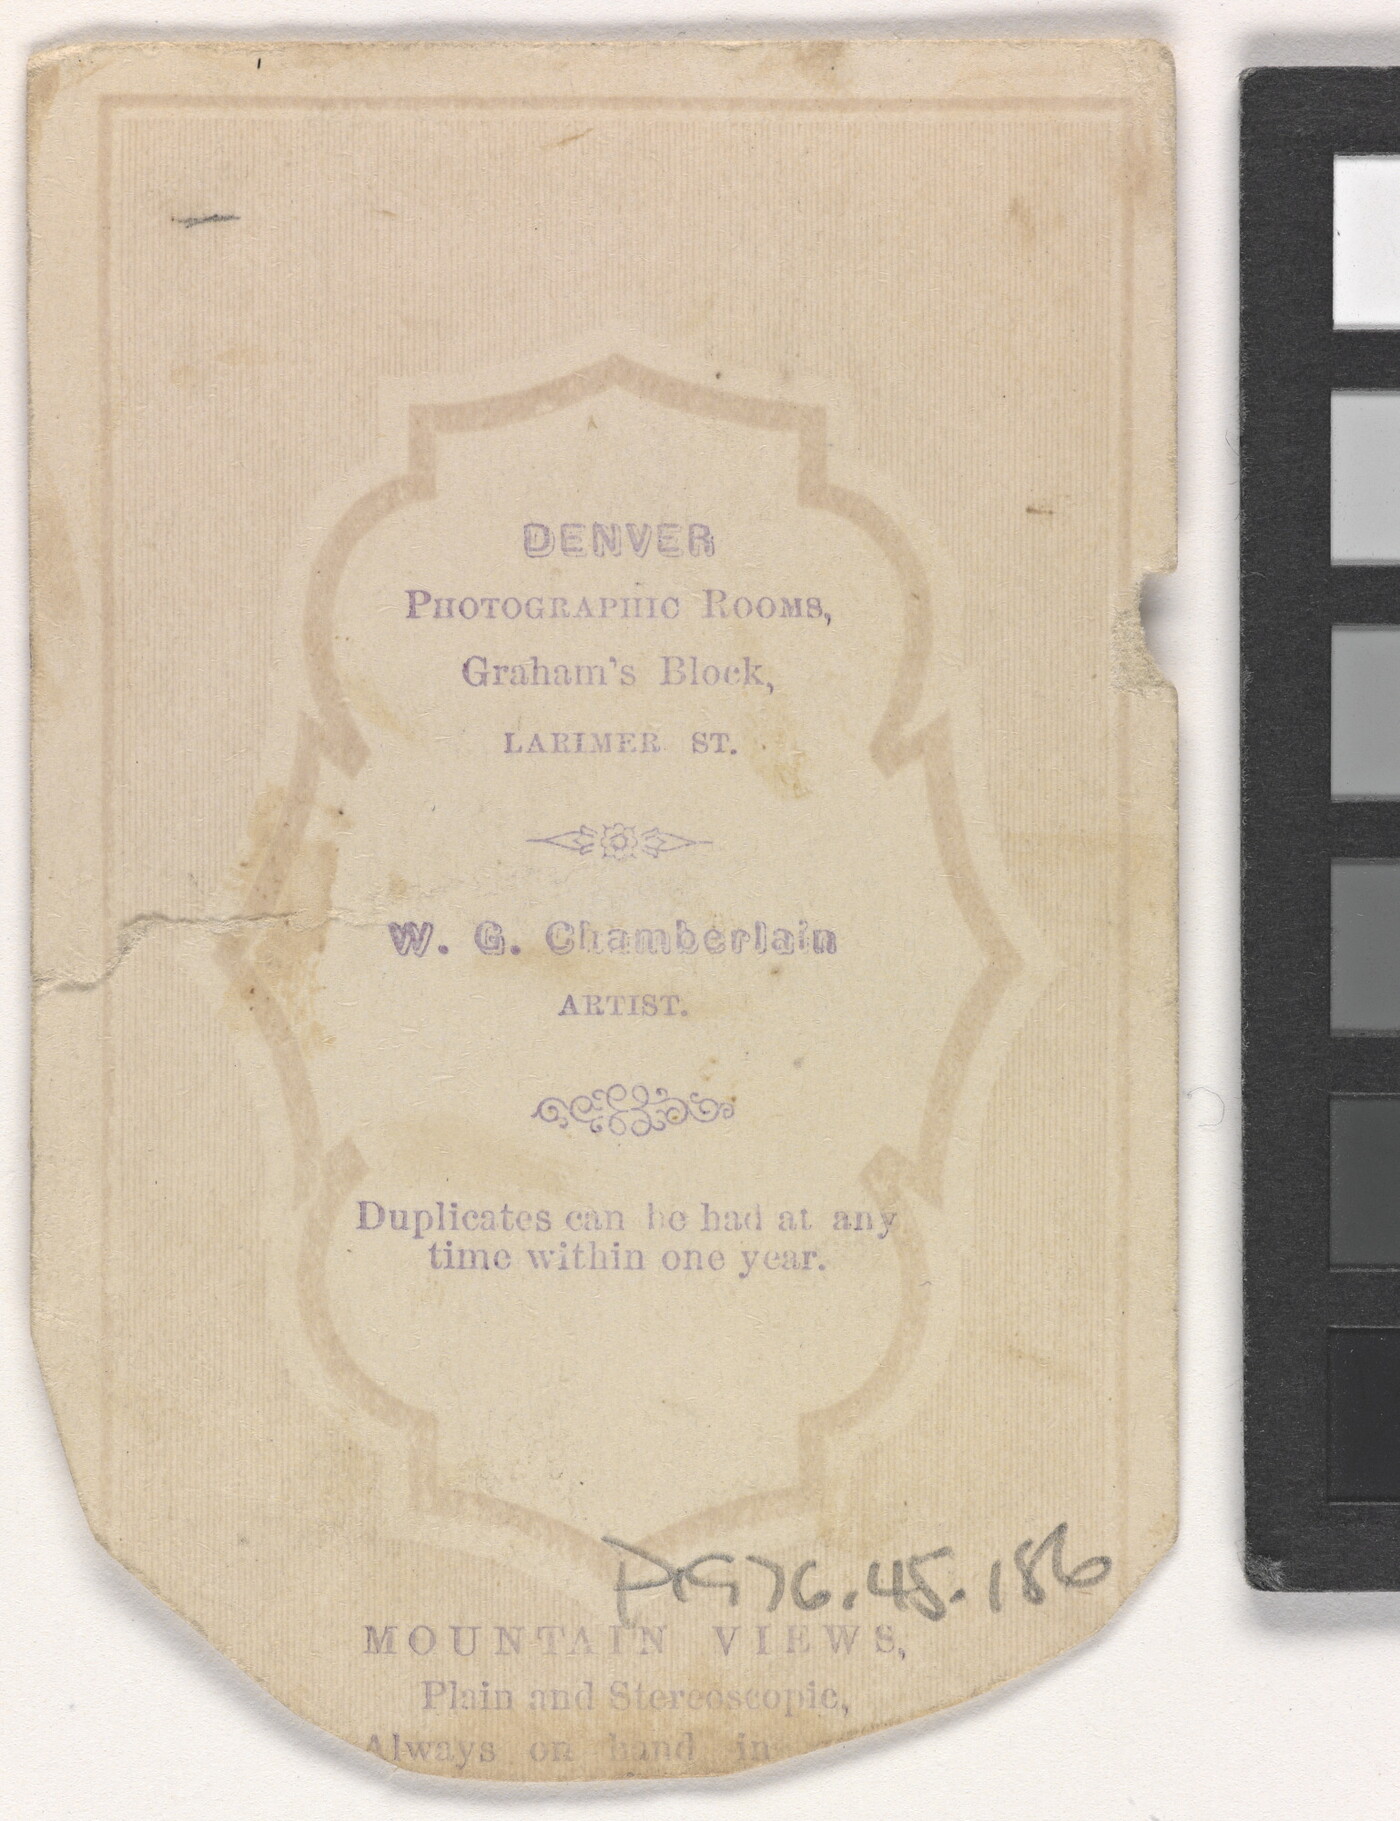 DENVER
PHOTOGRAPHIC ROOMS,
Graham's Block,
LARIMER ST.
W. G. Chamberlain
ARTIST.
Duplicates can be had at any
time within one year.
P1976.45.186
MOUNTAIN VIEWS,
Plain and Stereoscopic,
Always on hand in